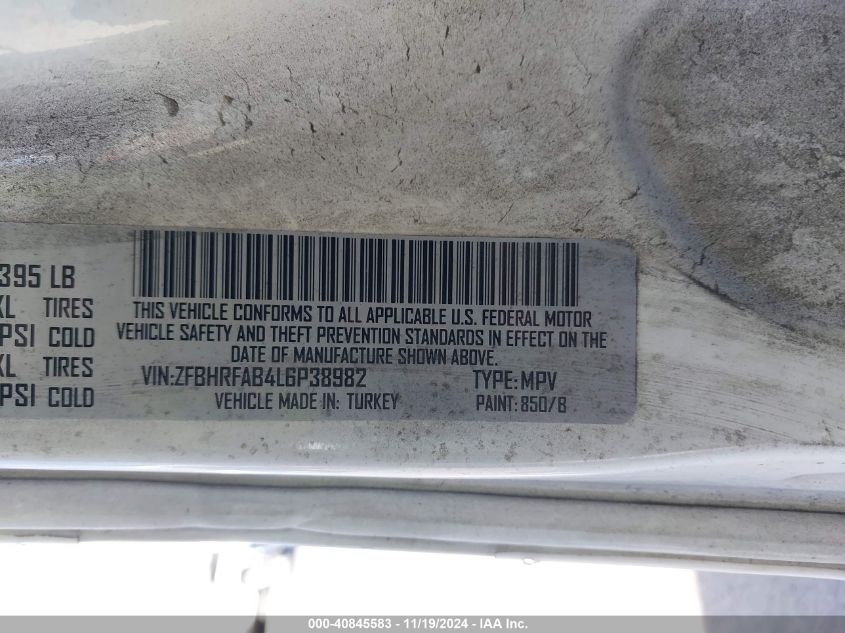 395 LB
XL TIRES
PSI COLD
XL TIRES
PSI COLD
THIS VEHICLE CONFORMS TO ALL APPLICABLE U.S. FEDERAL MOTOR
VEHICLE SAFETY AND THEFT PREVENTION STANDARDS IN EFFECT ON THE
DATE OF MANUFACTURE SHOWN ABOVE.
VIN:ZFBHRFAB4L6P38982 TYPE: MPV
VEHICLE MADE IN: TURKEY PAINT: 850/B
000-40845583 - 11/19/2024 - IAA Inc.